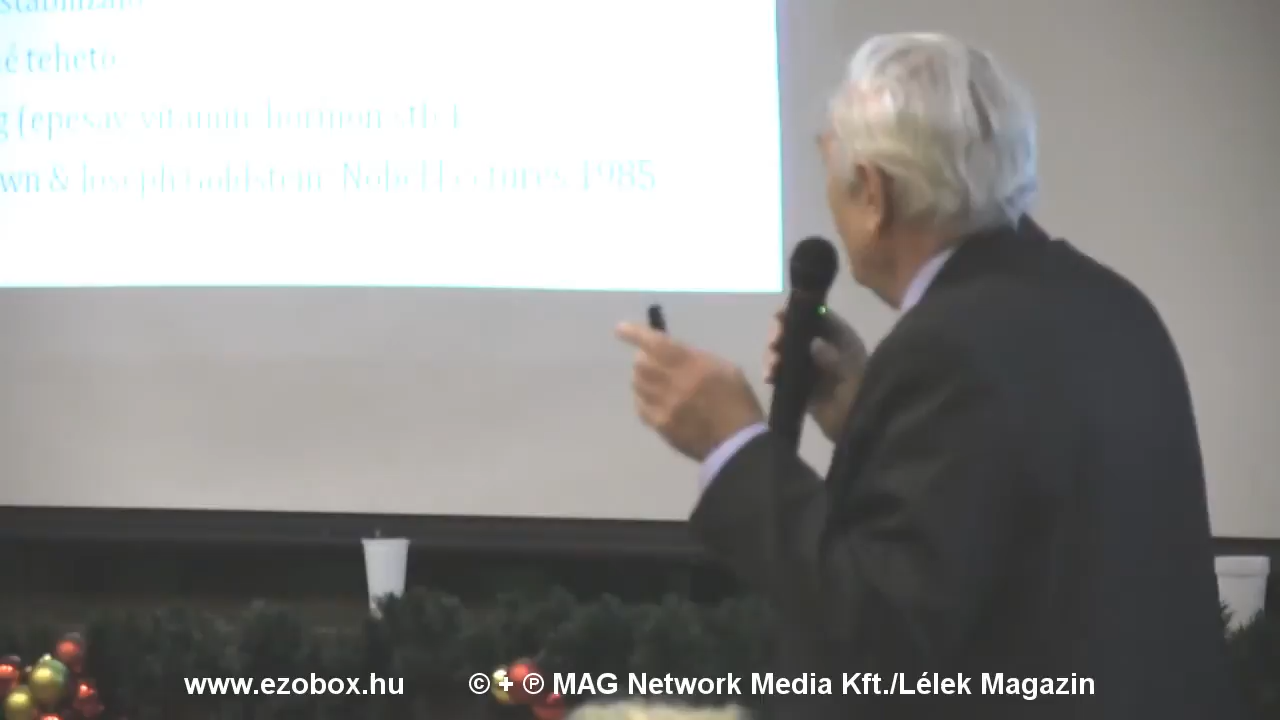 stabilizáló
é tehető
g (epesav, vitamin, hormon stb.)
wn & Joseph Goldstein, Nobel Lectures, 1985
www.ezobox.hu © + ℗ MAG Network Media Kft./Lélek Magazin